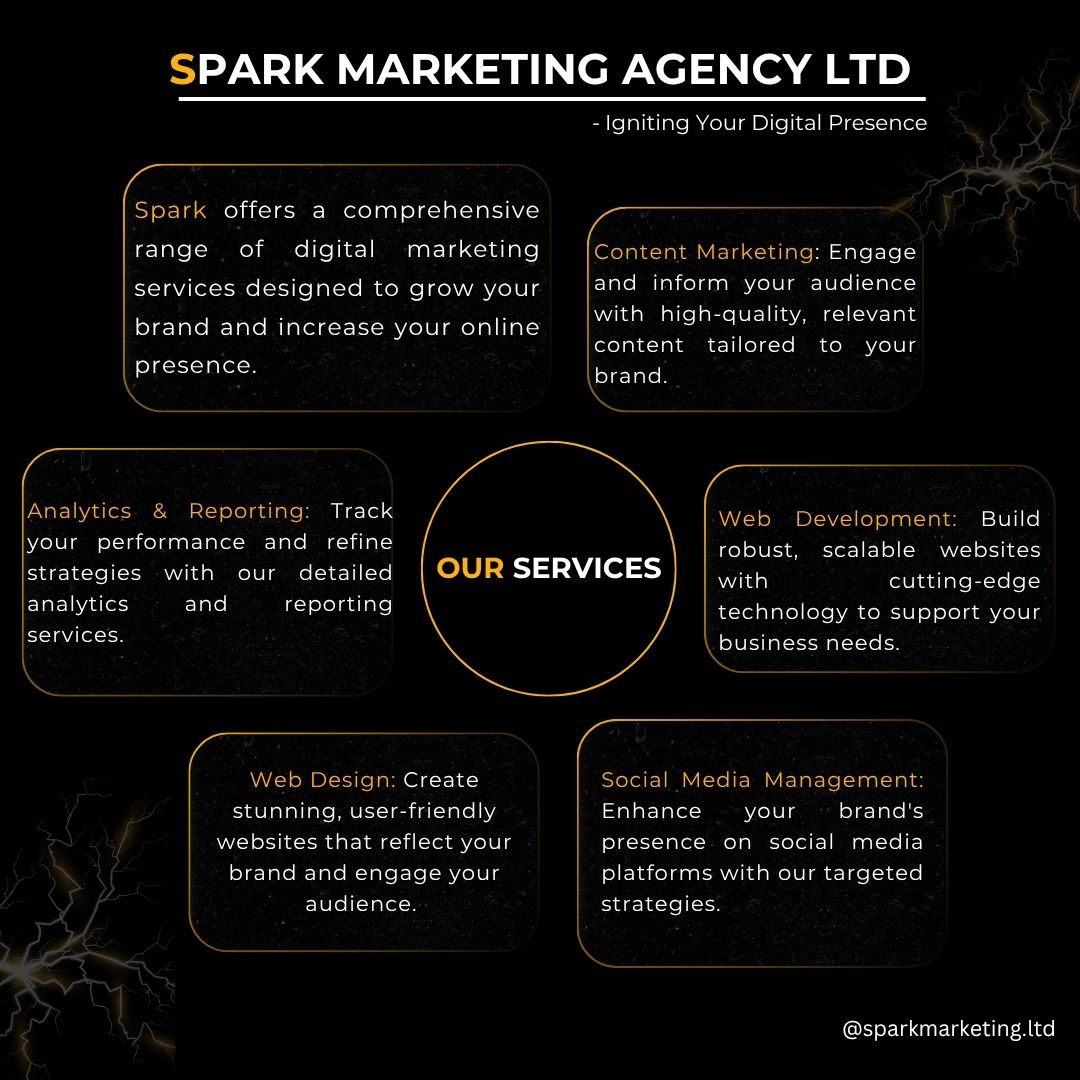 SPARK MARKETING AGENCY LTD
- Igniting Your Digital Presence
Spark offers a comprehensive
range of digital marketing
services designed to grow your
brand and increase your online
presence.
Content Marketing: Engage
and inform your audience
with high-quality, relevant
content tailored to your
brand.
Analytics & Reporting: Track
your performance and refine
strategies with our detailed
analytics and reporting
services.
OUR SERVICES
Web Development: Build
robust, scalable websites
with cutting-edge
technology to support your
business needs.
Web Design: Create
stunning, user-friendly
websites that reflect your
brand and engage your
audience.
Social Media Management:
Enhance your brand's
presence on social media
platforms with our targeted
strategies.
@sparkmarketing.ltd